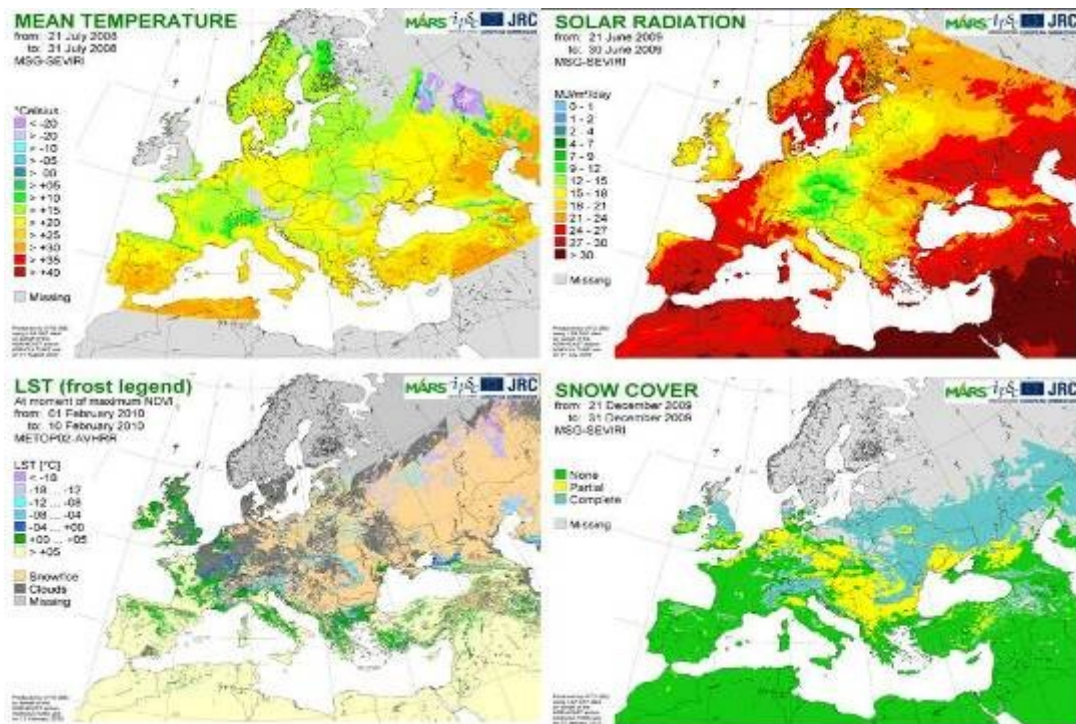 MEAN TEMPERATURE
from: 21 July 2008
to: 31 July 2008
MSG-SEVIRI
MARS
JRC
°Celsius
< -20
> -20
> -10
> -05
> 00
> +05
> +10
> +15
> +20
> +25
> +30
> +35
> +40
Missing
SOLAR RADIATION
from: 21 June 2009
to: 30 June 2009
MSG-SEVIRI
MARS
JRC
MJ/m²/day
0 - 1
1 - 2
2 - 4
4 - 7
7 - 9
9 - 12
12 - 15
15 - 18
18 - 21
21 - 24
24 - 27
27 - 30
> 30
Missing
LST (frost legend)
At moment of maximum NDVI
from: 01 February 2010
to: 10 February 2010
METOP02-AVHRR
MARS
JRC
LST [°C]
-12 ... -08
-08 ... -04
-04 ... +00
+00 ... +05
> +05
Snow/Ice
Clouds
Missing
SNOW COVER
from: 21 December 2009
to: 31 December 2009
MSG-SEVIRI
MARS
JRC
None
Partial
Complete
Missing